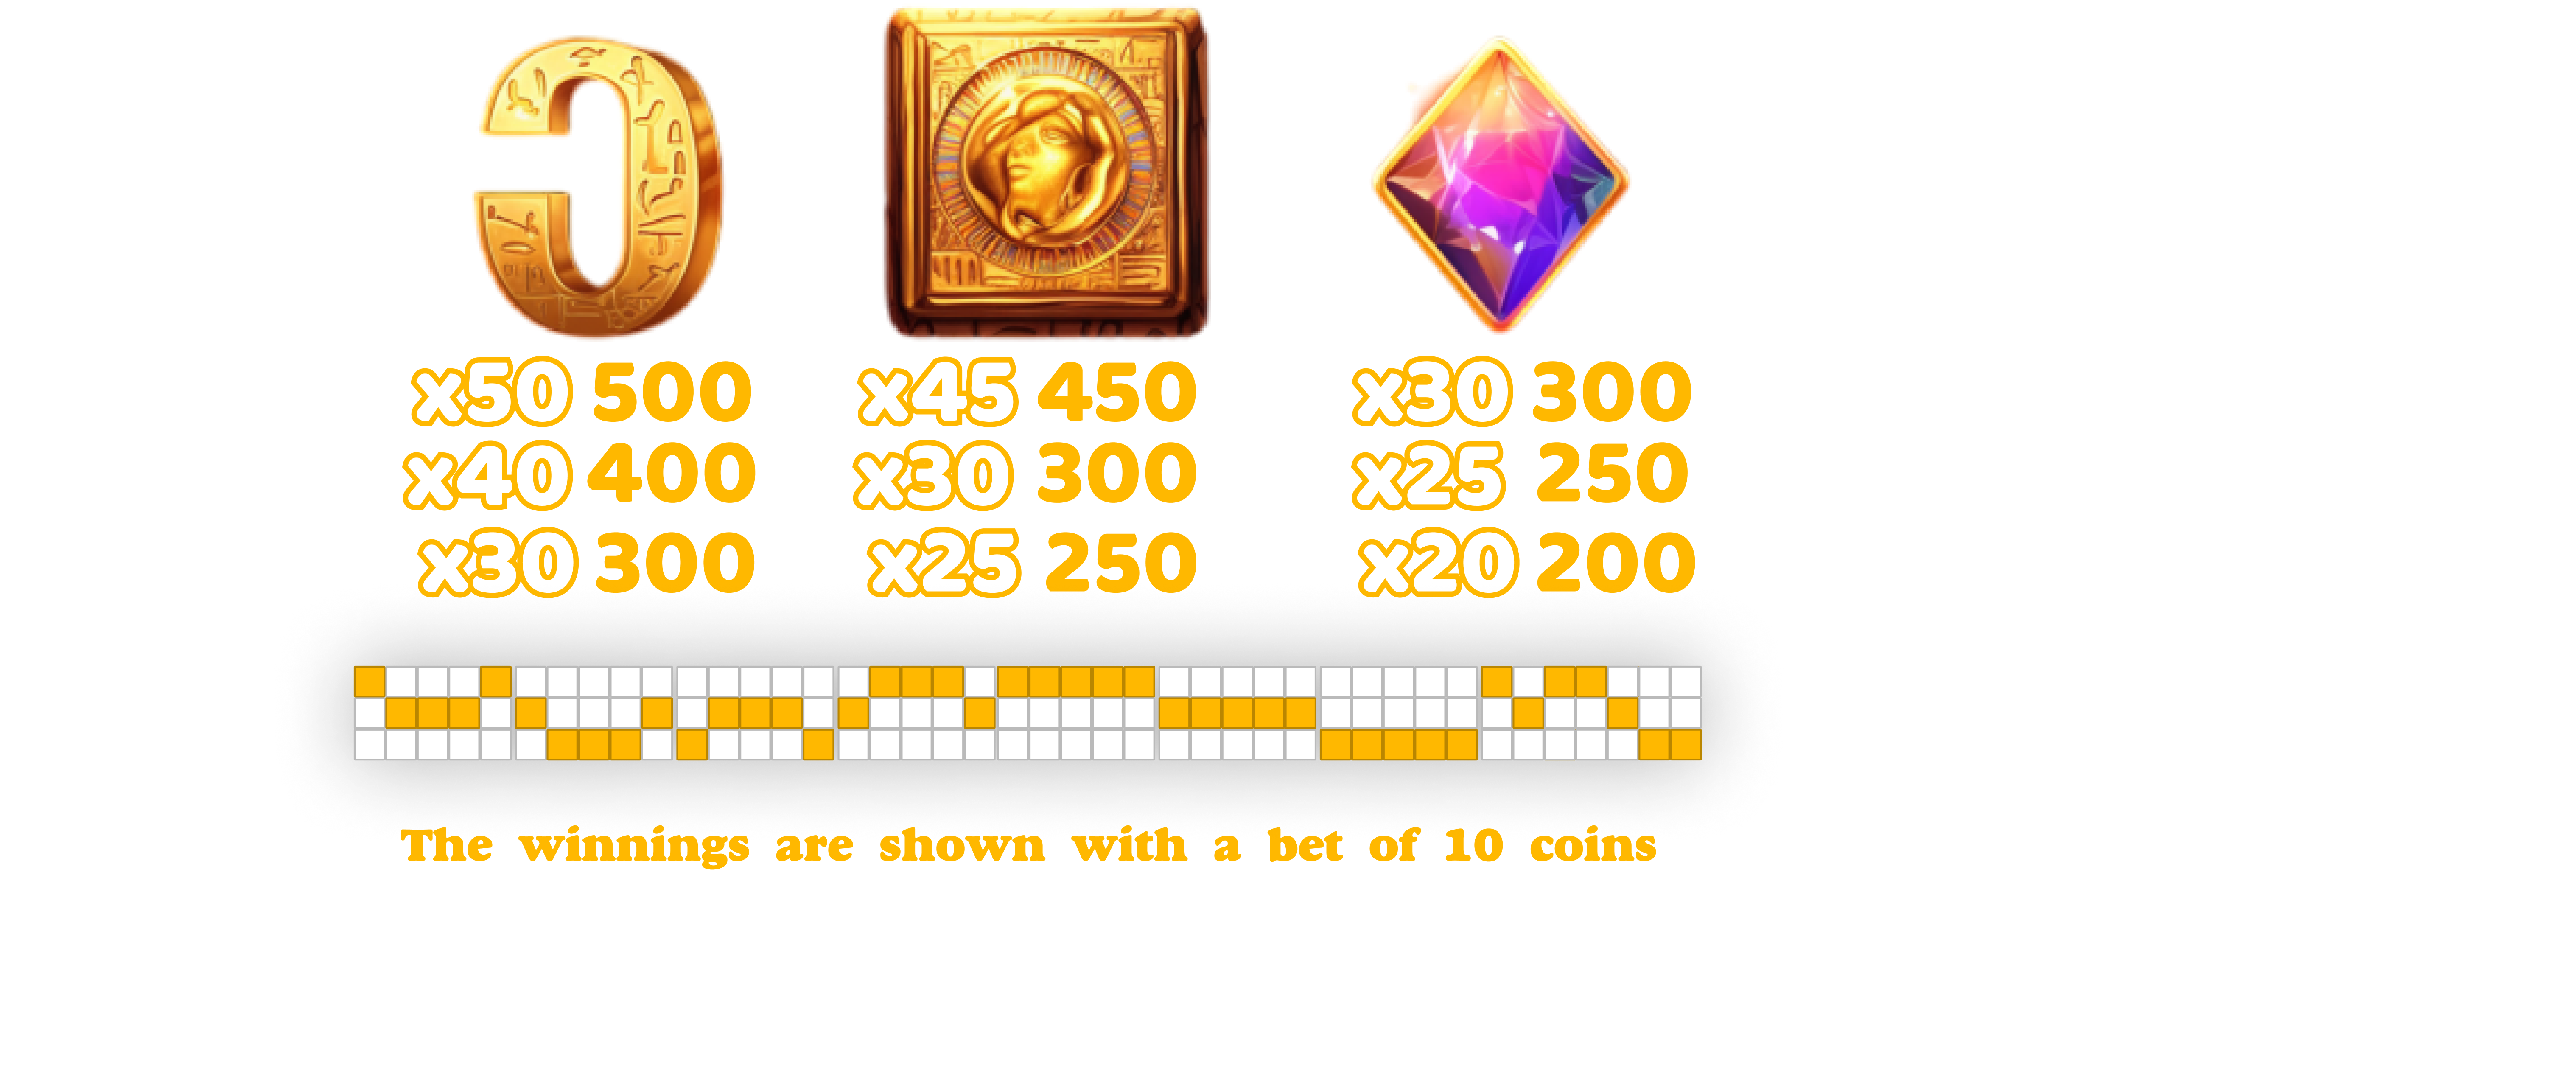 x50 500 x45 450 x30 300
x40 400 x30 300 x25 250
x30 300 x25 250 x20 200
The winnings are shown with a bet of 10 coins